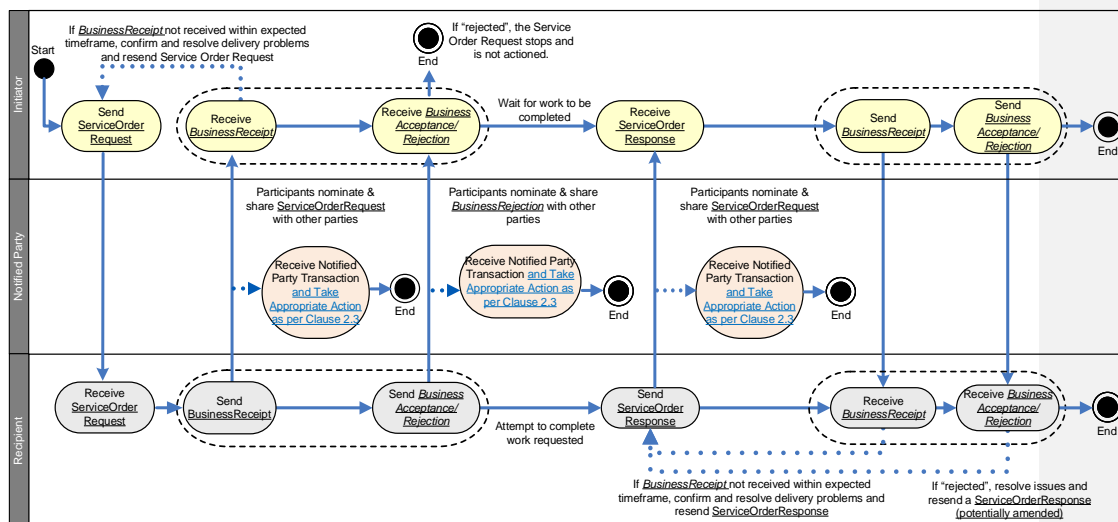 Initiator
Start
If BusinessReceipt not received within expected
timeframe, confirm and resolve delivery problems
and resend Service Order Request
End
If “rejected”, the Service
Order Request stops and
is not actioned.
Send
ServiceOrder
Request
Receive
BusinessReceipt
Receive Business
Acceptance/
Rejection
Wait for work to be
completed
Receive
ServiceOrder
Response
Send
BusinessReceipt
Send
Business
Acceptance/
Rejection
End
Notified Party
Participants nominate &
share ServiceOrderRequest
with other parties
Participants nominate & share
BusinessRejection with other
parties
Participants nominate &
share ServiceOrderRequest
with other parties
Receive Notified
Party Transaction
and Take
Appropriate Action
as per Clause 2.3
End
Receive Notified Party
Transaction and Take
Appropriate Action as
per Clause 2.3
End
Receive Notified
Party Transaction
and Take
Appropriate Action
as per Clause 2.3
End
Recipient
Receive
ServiceOrder
Request
Send
BusinessReceipt
Send Business
Acceptance/
Rejection
Attempt to complete
work requested
Send
ServiceOrder
Response
Receive
BusinessReceipt
Receive Business
Acceptance/
Rejection
End
If BusinessReceipt not received within expected
timeframe, confirm and resolve delivery problems and
resend ServiceOrderResponse
If “rejected”, resolve issues and
resend a ServiceOrderResponse
(potentially amended)